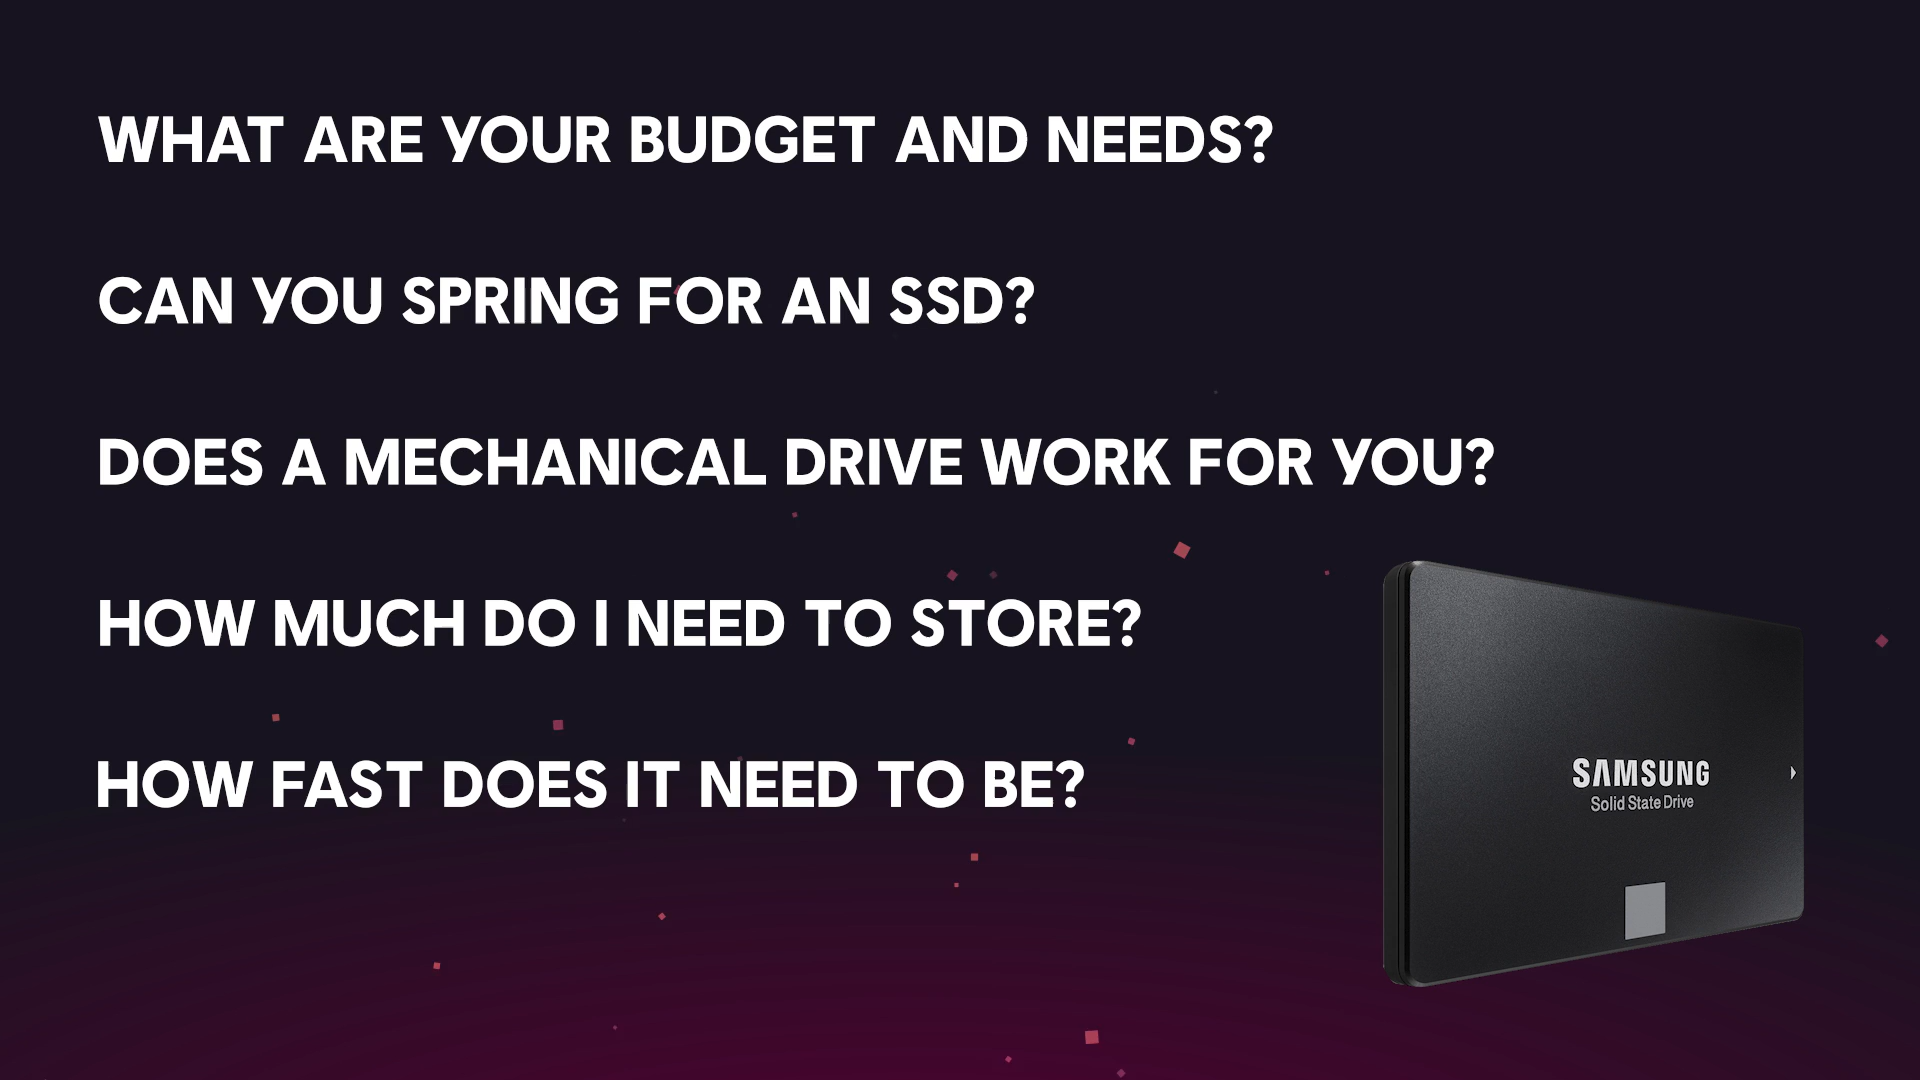 WHAT ARE YOUR BUDGET AND NEEDS?
CAN YOU SPRING FOR AN SSD?
DOES A MECHANICAL DRIVE WORK FOR YOU?
HOW MUCH DO I NEED TO STORE?
HOW FAST DOES IT NEED TO BE?
SAMSUNG
Solid State Drive